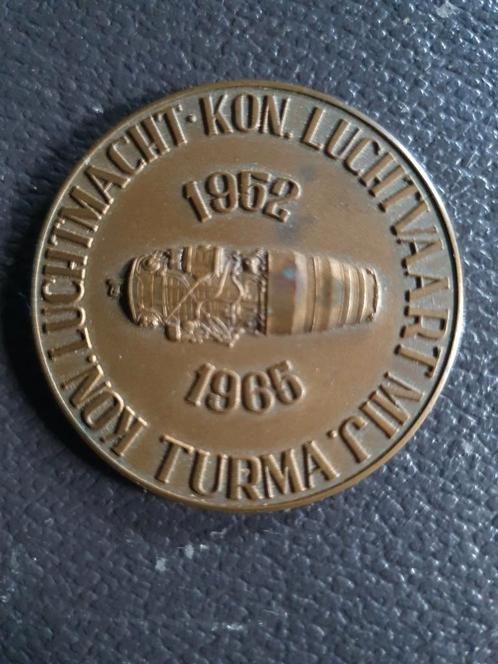 KON. LUCHTMACHT · KON. LUCHTVAART MIJ. TURMA
1952
1965